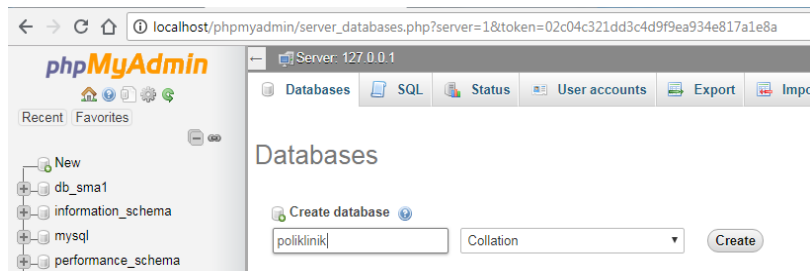 localhost/phpmyadmin/server_databases.php?server=1&token=02c04c321dd3c4d9f9ea934e817a1e8a
phpMyAdmin
Recent Favorites
New
db_sma1
information_schema
mysql
performance_schema
Server: 127.0.0.1
Databases SQL Status User accounts Export Impo
Databases
Create database
poliklinik Collation Create